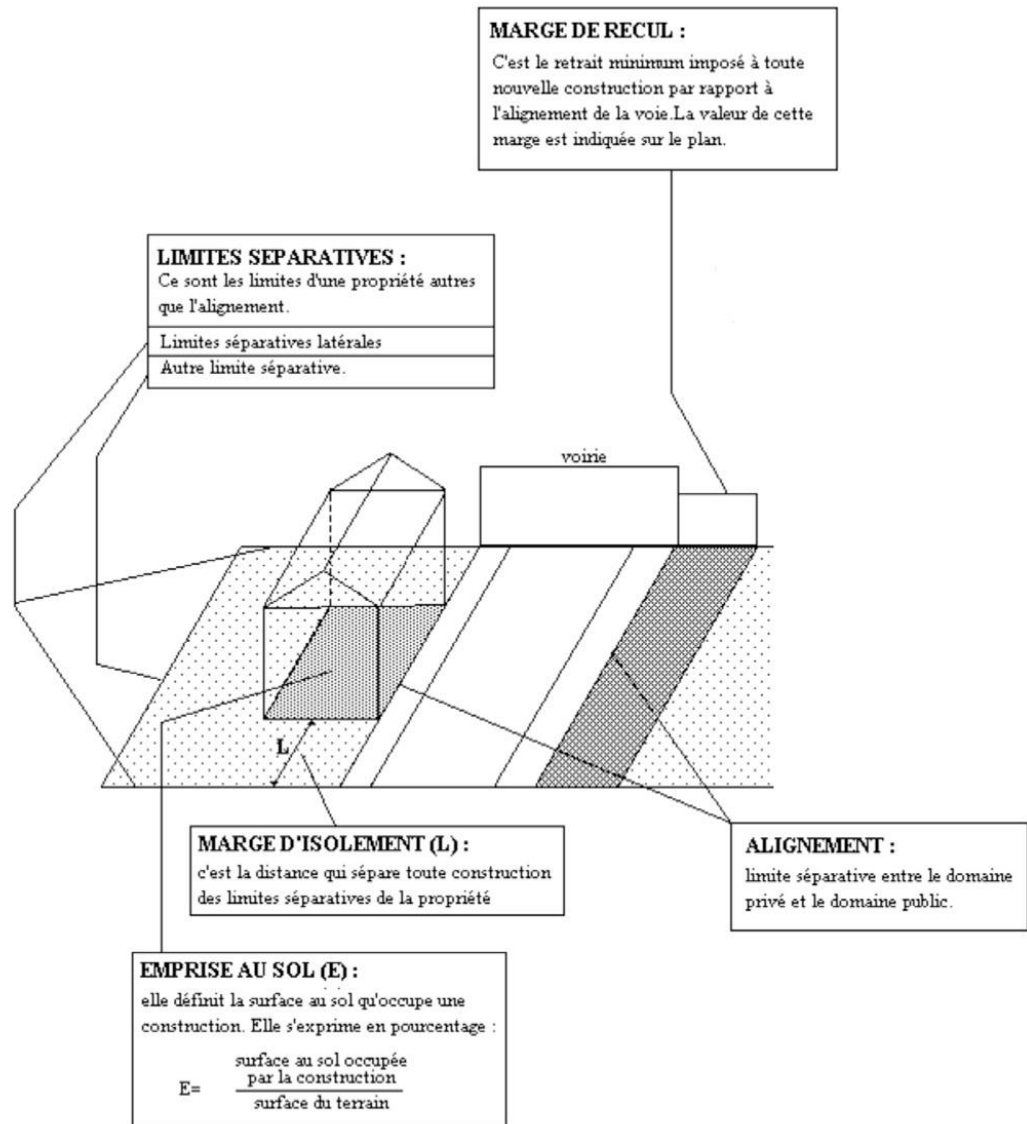 MARGE DE RECUL :
C'est le retrait minimum imposé à toute
nouvelle construction par rapport à
l'alignement de la voie.La valeur de cette
marge est indiquée sur le plan.
LIMITES SEPARATIVES :
Ce sont les limites d'une propriété autres
que l'alignement.
Limites séparatives latérales
Autre limite séparative.
voirie
L
MARGE D'ISOLEMENT (L) :
c'est la distance qui sépare toute construction
des limites séparatives de la propriété
ALIGNEMENT :
limite séparative entre le domaine
privé et le domaine public.
EMPRISE AU SOL (E) :
elle définit la surface au sol qu'occupe une
construction. Elle s'exprime en pourcentage :
surface au sol occupée
par la construction
E=
surface du terrain